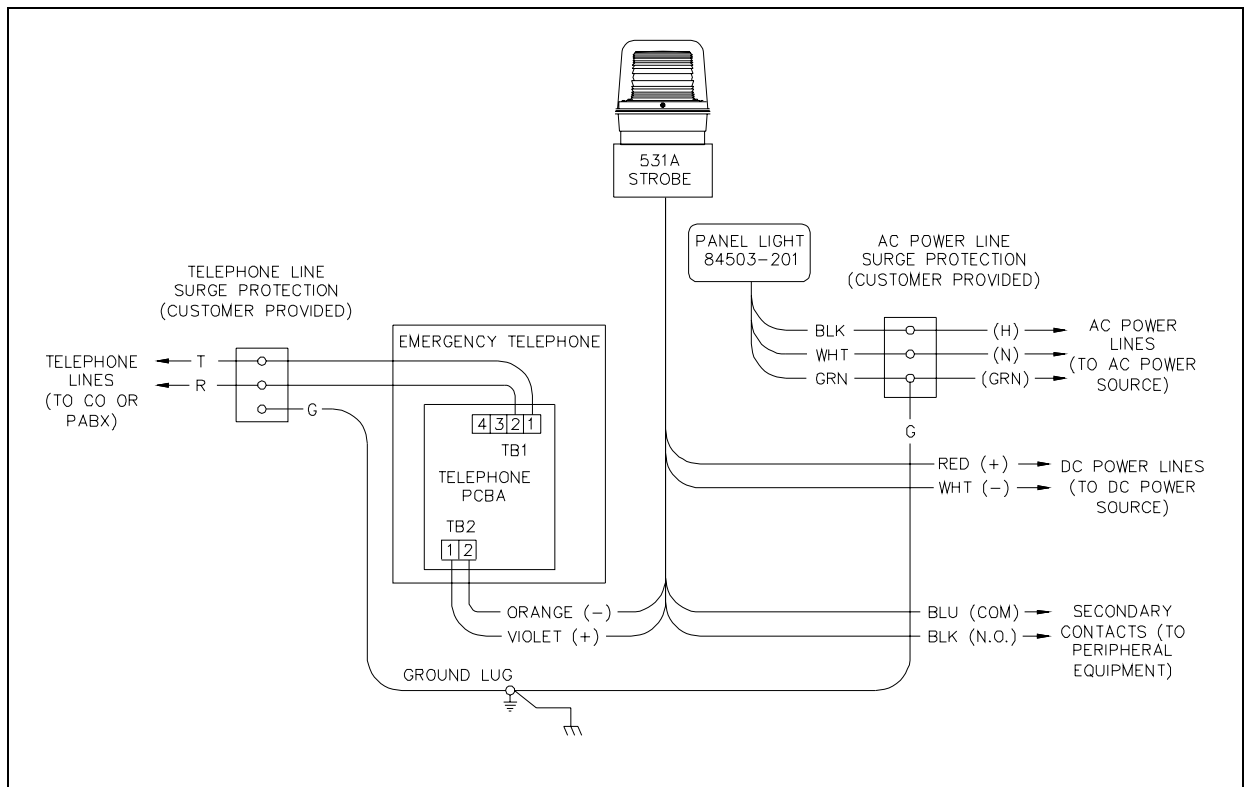 531A
STROBE
PANEL LIGHT
84503-201
AC POWER LINE
SURGE PROTECTION
(CUSTOMER PROVIDED)
TELEPHONE LINE
SURGE PROTECTION
(CUSTOMER PROVIDED)
BLK
(H)
WHT
(N)
GRN
(GRN)
AC POWER
LINES
(TO AC POWER
SOURCE)
G
TELEPHONE
LINES
(TO CO OR
PABX)
T
R
G
EMERGENCY TELEPHONE
4 3 2 1
TB1
TELEPHONE
PCBA
TB2
1 2
RED (+)
WHT (-)
DC POWER LINES
(TO DC POWER
SOURCE)
ORANGE (-)
VIOLET (+)
BLU (COM)
BLK (N.O.)
SECONDARY
CONTACTS (TO
PERIPHERAL
EQUIPMENT)
GROUND LUG